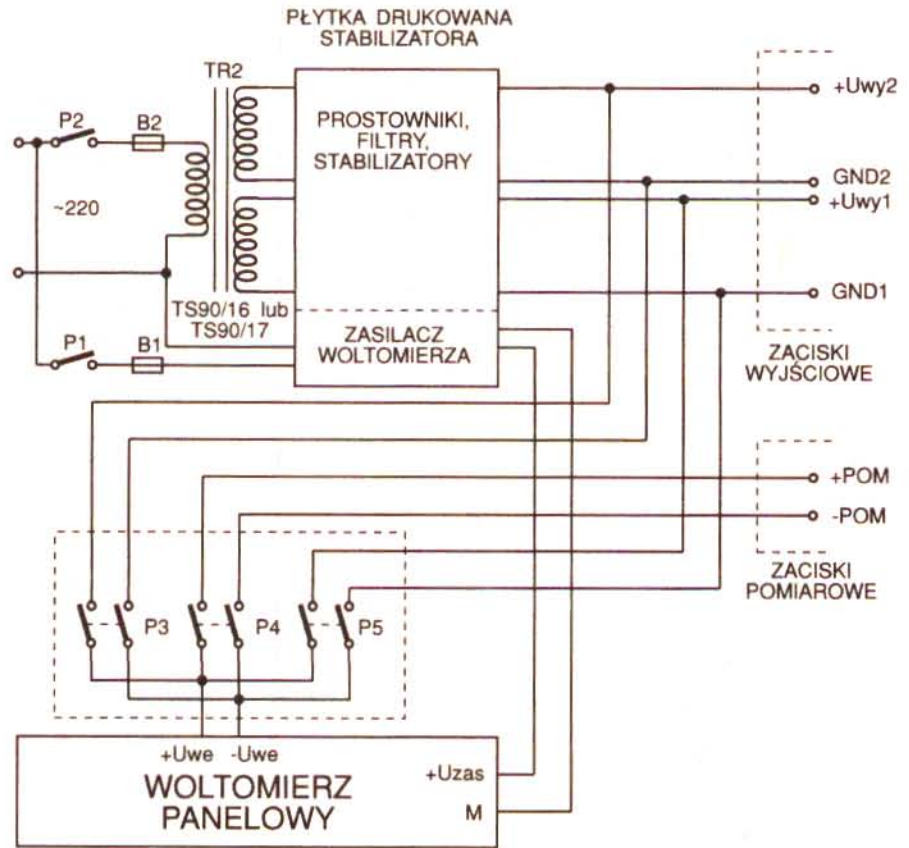 PŁYTKA DRUKOWANA
STABILIZATORA
TR2
P2
B2
~220
PROSTOWNIKI,
FILTRY,
STABILIZATORY
+Uwy2
GND2
+Uwy1
GND1
TS90/16 lub
TS90/17
P1
B1
ZASILACZ
WOLTOMIERZA
ZACISKI
WYJŚCIOWE
+POM
-POM
ZACISKI
POMIAROWE
P3
P4
P5
+Uwe
-Uwe
WOLTOMIERZ
PANELOWY
+Uzas
M